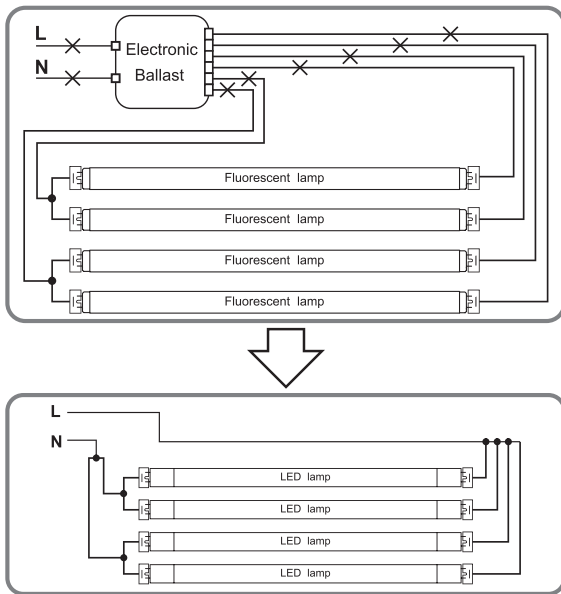 L
N
Electronic
Ballast
Fluorescent lamp
Fluorescent lamp
Fluorescent lamp
Fluorescent lamp
L
N
LED lamp
LED lamp
LED lamp
LED lamp